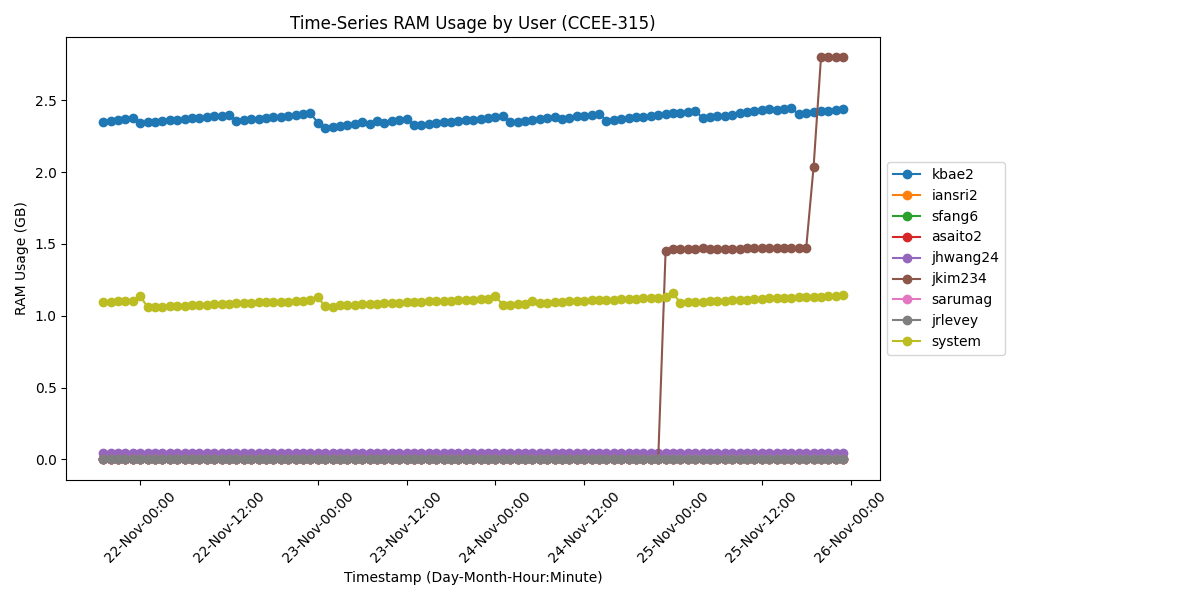 Time-Series RAM Usage by User (CCEE-315)
RAM Usage (GB)
2.5
2.0
1.5
1.0
0.5
0.0
22-Nov-00:00
22-Nov-12:00
23-Nov-00:00
23-Nov-12:00
24-Nov-00:00
24-Nov-12:00
25-Nov-00:00
25-Nov-12:00
26-Nov-00:00
Timestamp (Day-Month-Hour:Minute)
kbae2
iansri2
sfang6
asaito2
jhwang24
jkim234
sarumag
jrlevey
system